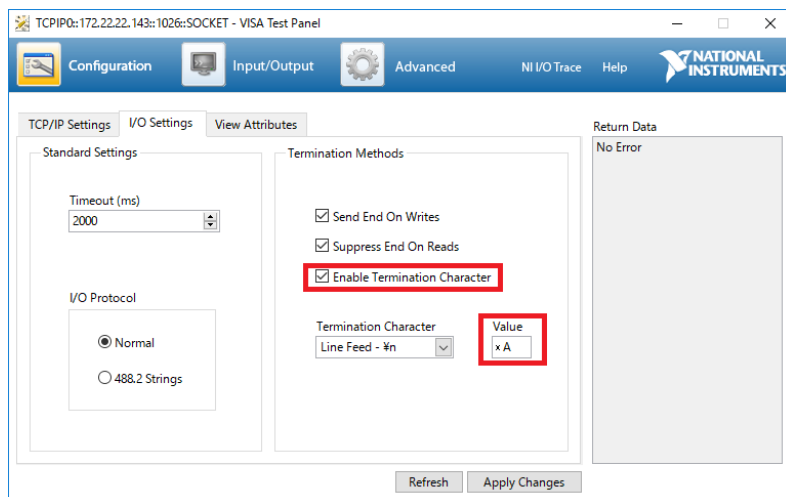 TCPIP0::172.22.22.143::1026::SOCKET - VISA Test Panel
Configuration
Input/Output
Advanced
NI I/O Trace
Help
NATIONAL
INSTRUMENTS
TCP/IP Settings
I/O Settings
View Attributes
Return Data
No Error
Standard Settings
Timeout (ms)
2000
I/O Protocol
Normal
488.2 Strings
Termination Methods
Send End On Writes
Suppress End On Reads
Enable Termination Character
Termination Character
Value
Line Feed - ¥n
x A
Refresh
Apply Changes